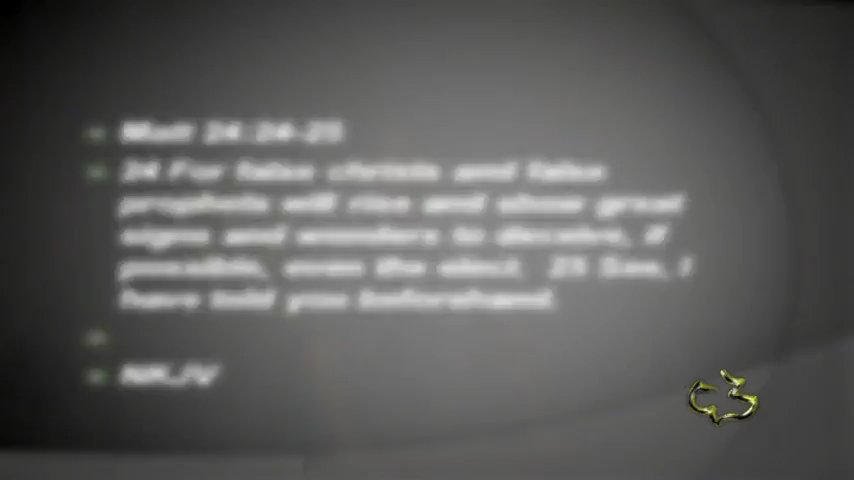 Matt 24:24-25
24 For false christs and false
prophets will rise and show great
signs and wonders to deceive, if
possible, even the elect. 25 See, I
have told you beforehand.
NKJV